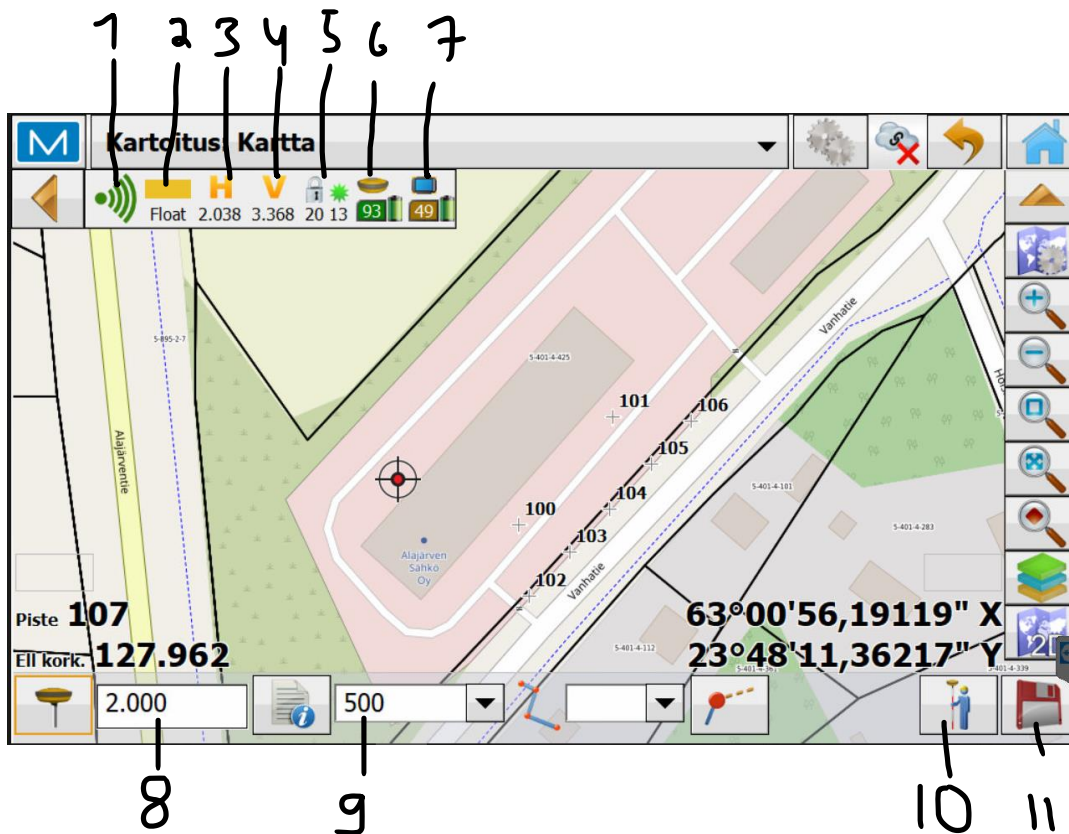 1 2 3 4 5 6 7
M Kartoitus: Kartta
Float 2.038 3.368 20 13 93 49
H V
S
5-895-2-7
Alajärventie
5-401-4-425
Vanhatie
101
106
105
5-401-4-181
104
100
5-401-4-283
103
Alajärven
Sähkö
Oy
102
Vanhatie
Piste 107
63°00'56,19119" X
Ell kork. 127.962
5-401-4-112
23°48'11,36217" Y
5-401-4-339
2D
2.000
500
8 9 10 11